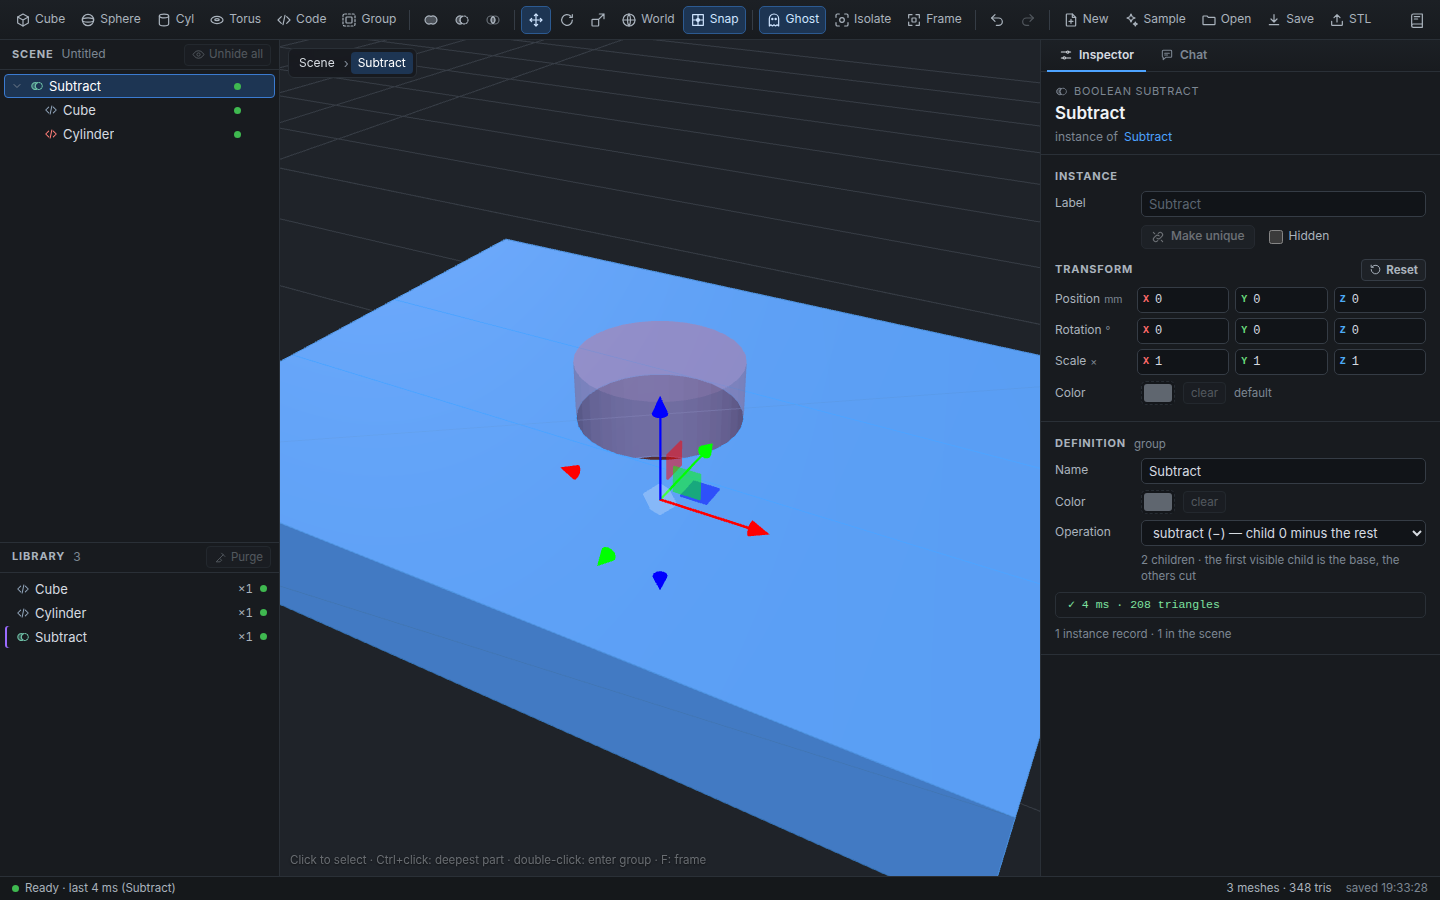 Cube Sphere Cyl Torus Code Group World Snap Ghost Isolate Frame New Sample Open Save STL
SCENE Untitled Unhide all
Subtract
Cube
Cylinder
LIBRARY 3 Purge
Cube ×1
Cylinder ×1
Subtract ×1
Scene › Subtract
Click to select · Ctrl+click: deepest part · double-click: enter group · F: frame
Inspector Chat
BOOLEAN SUBTRACT
Subtract
instance of Subtract
INSTANCE
Label Subtract
Make unique Hidden
TRANSFORM Reset
Position mm X 0 Y 0 Z 0
Rotation ° X 0 Y 0 Z 0
Scale × X 1 Y 1 Z 1
Color clear default
DEFINITION group
Name Subtract
Color clear
Operation subtract (−) — child 0 minus the rest
2 children · the first visible child is the base, the
others cut
✓ 4 ms · 208 triangles
1 instance record · 1 in the scene
Ready · last 4 ms (Subtract) 3 meshes · 348 tris saved 19:33:28